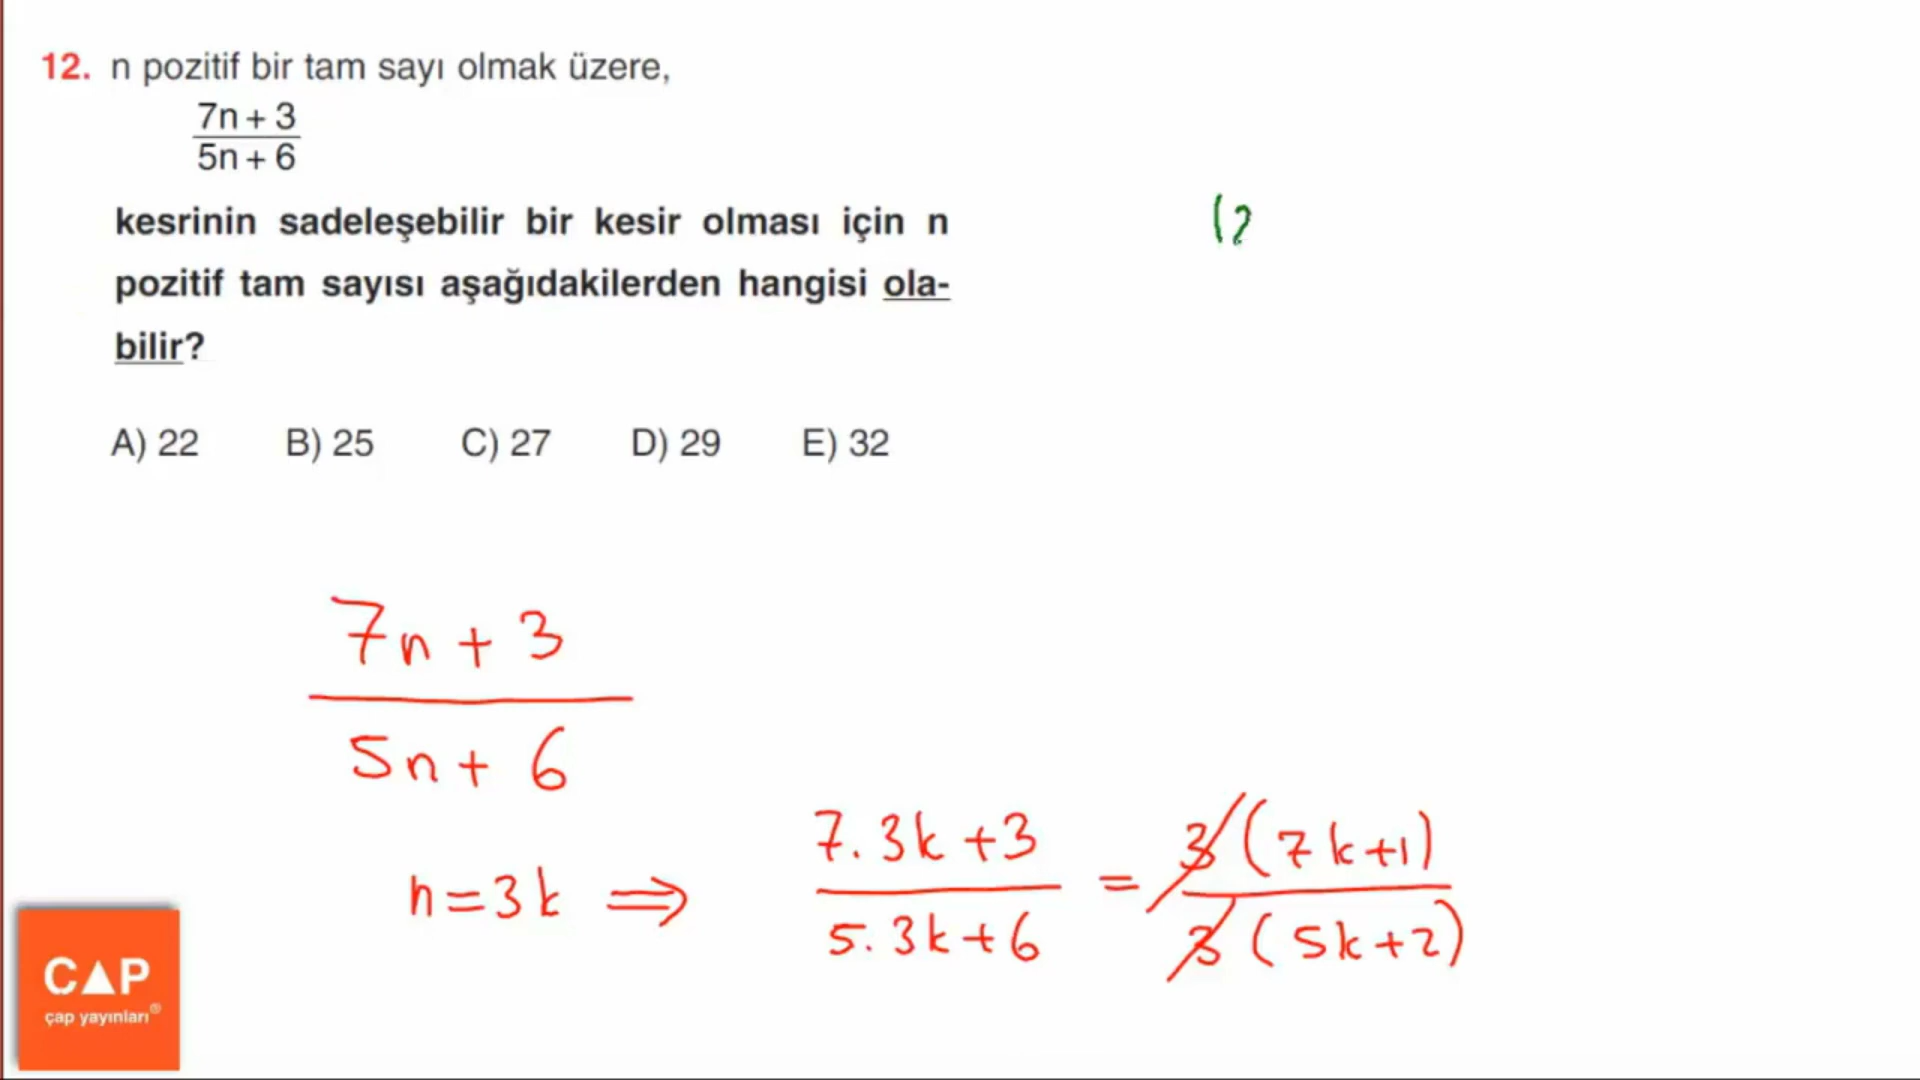 12. n pozitif bir tam sayı olmak üzere,
7n + 3
5n + 6
kesrinin sadeleşebilir bir kesir olması için n
pozitif tam sayısı aşağıdakilerden hangisi ola-
bilir?
A) 22 B) 25 C) 27 D) 29 E) 32
(2
7n + 3
5n + 6
n=3k ⇒ 7.3k+3 = 3(7k+1)
5.3k+6 3(5k+2)
CAP
çap yayınları®